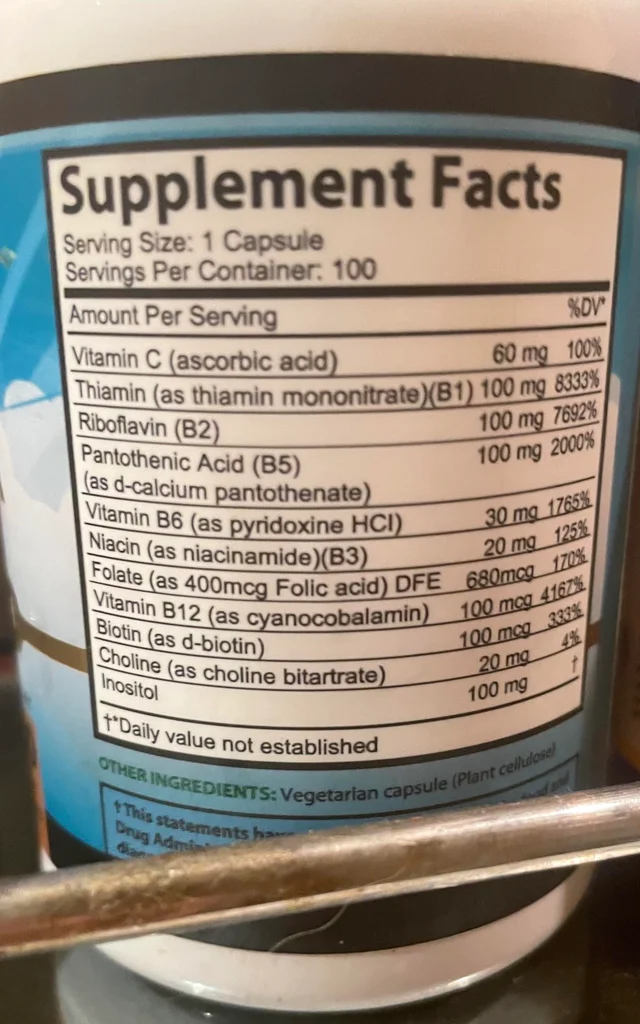 Supplement Facts
Serving Size: 1 Capsule
Servings Per Container: 100
Amount Per Serving %DV*
Vitamin C (ascorbic acid) 60 mg 100%
Thiamin (as thiamin mononitrate)(B1) 100 mg 8333%
Riboflavin (B2) 100 mg 7692%
Pantothenic Acid (B5) 100 mg 2000%
(as d-calcium pantothenate)
Vitamin B6 (as pyridoxine HCl) 30 mg 1765%
Niacin (as niacinamide)(B3) 20 mg 125%
Folate (as 400mcg Folic acid) DFE 680mcg 170%
Vitamin B12 (as cyanocobalamin) 100 mcg 4167%
Biotin (as d-biotin) 100 mcg 333%
Choline (as choline bitartrate) 20 mg 4%
Inositol 100 mg †
†*Daily value not established
OTHER INGREDIENTS: Vegetarian capsule (Plant cellulose)
† This statements food and
Drug